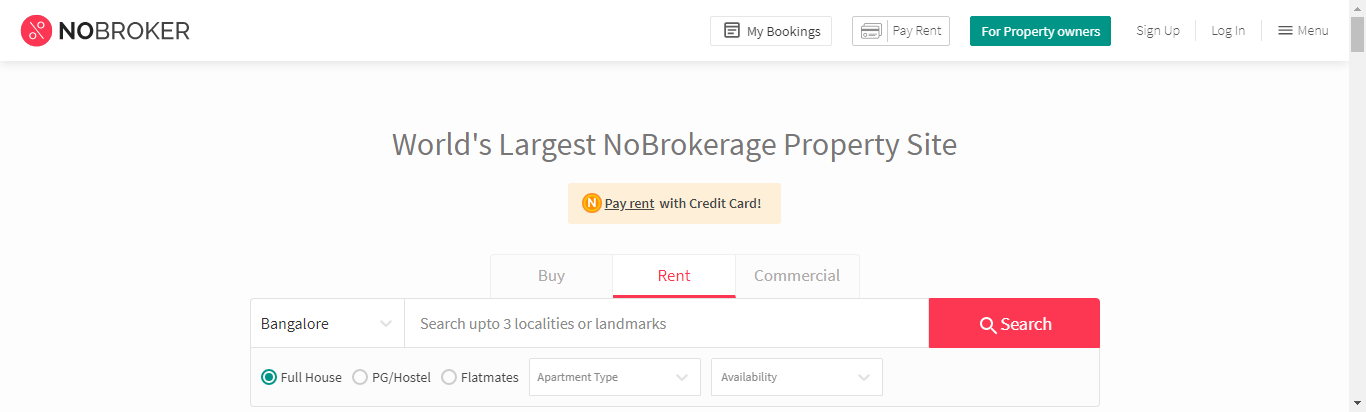 NOBROKER My Bookings Pay Rent For Property owners Sign Up Log In Menu
World's Largest NoBrokerage Property Site
N Pay rent with Credit Card!
Buy Rent Commercial
Bangalore Search upto 3 localities or landmarks Search
Full House PG/Hostel Flatmates Apartment Type Availability